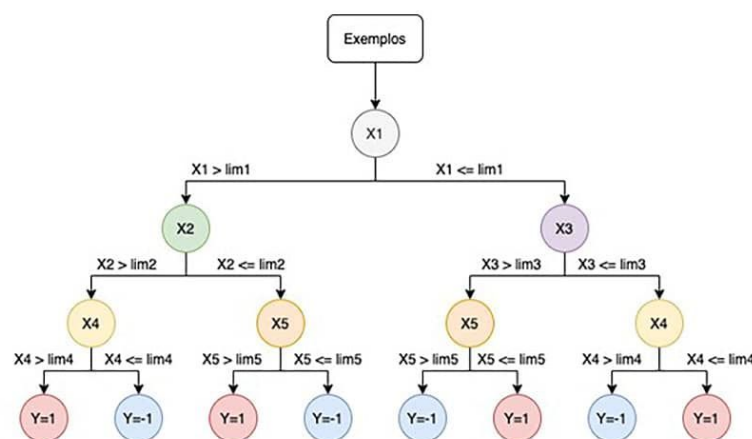 Exemplos
X1
X1 > lim1 X1 <= lim1
X2 X3
X2 > lim2 X2 <= lim2 X3 > lim3 X3 <= lim3
X4 X5 X5 X4
X4 > lim4 X4 <= lim4 X5 > lim5 X5 <= lim5 X5 > lim5 X5 <= lim5 X4 > lim4 X4 <= lim4
Y=1 Y=-1 Y=1 Y=-1 Y=-1 Y=1 Y=-1 Y=1